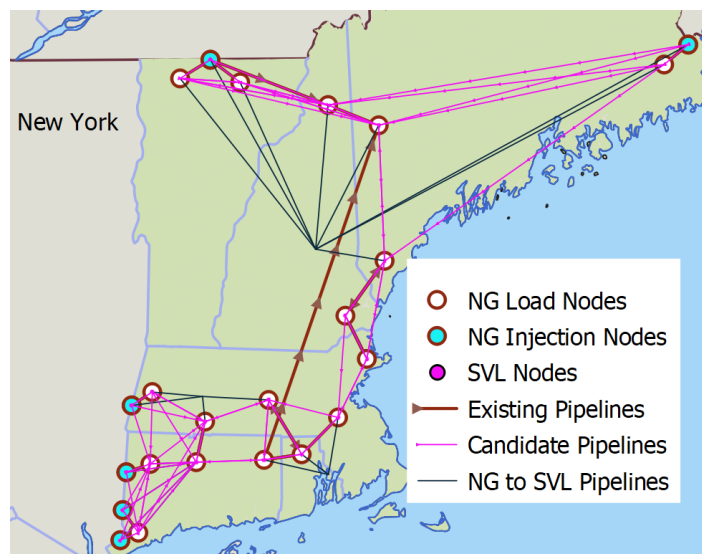 New York
NG Load Nodes
NG Injection Nodes
SVL Nodes
Existing Pipelines
Candidate Pipelines
NG to SVL Pipelines